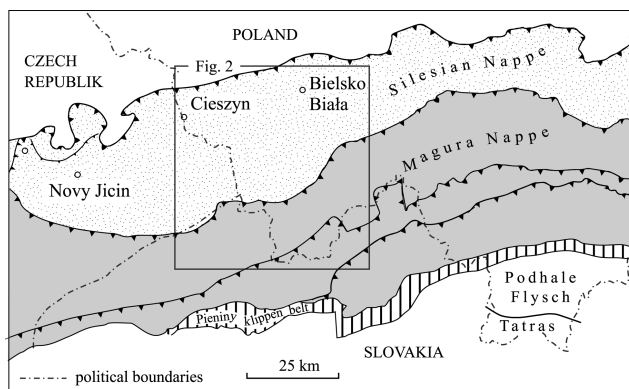 POLAND
CZECH
REPUBLIK
Fig. 2
Cieszyn
Bielsko
Biała
Silesian Nappe
Magura Nappe
Novy Jicin
Podhale
Flysch
Tatras
Pieniny klippen belt
SLOVAKIA
25 km
political boundaries